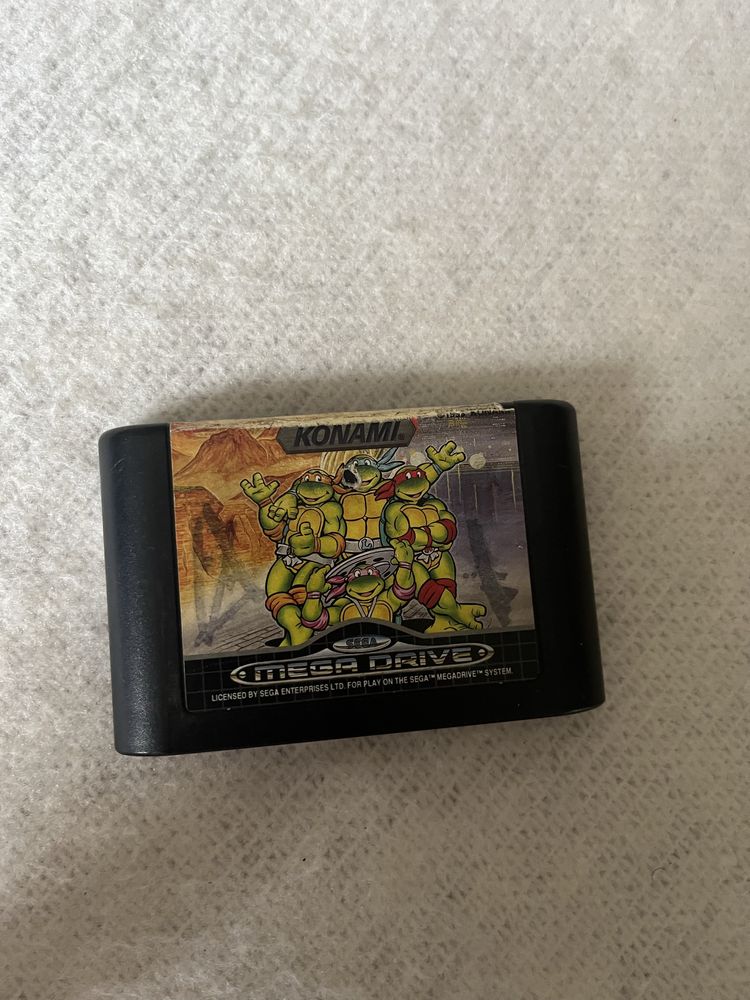 KONAMI®
SEGA
MEGA DRIVE
LICENSED BY SEGA ENTERPRISES LTD. FOR PLAY ON THE SEGA™ MEGADRIVE™ SYSTEM.